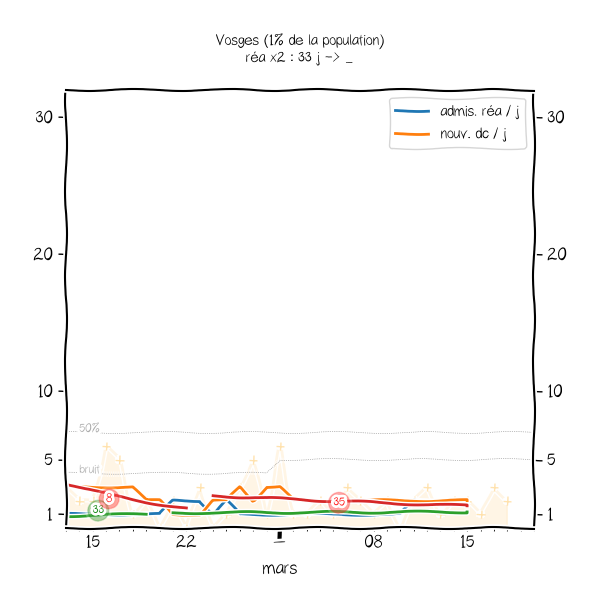 Vosges (1% de la population)
réa x2 : 33 j -> _
admis. réa / j
nouv. dc / j
30 30
20 20
10 10
50%
5 5
bruit
8
35
33
1 1
15 22 1 08 15
mars